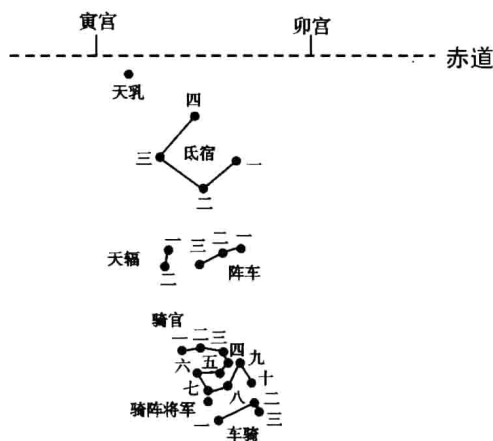 寅宫 卯宫
赤道
天乳
四
三 氐宿 一
二
天辐 一 三 二 一
二 阵车
骑官
一 二 三 四 九
六 五 十
七 八 二
骑阵将军 三
一 车骑